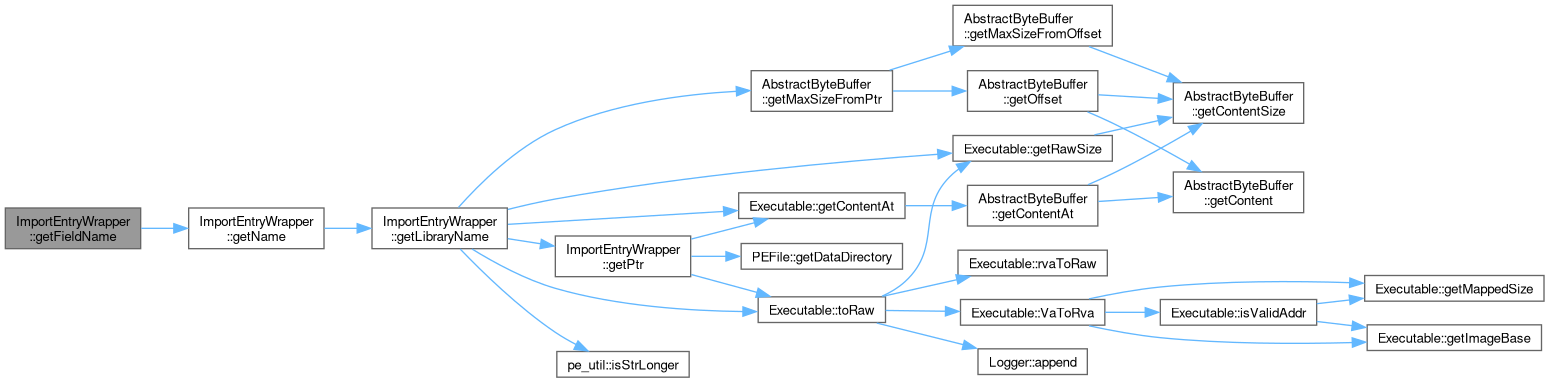 ImportEntryWrapper
::getFieldName
ImportEntryWrapper
::getName
ImportEntryWrapper
::getLibraryName
AbstractByteBuffer
::getMaxSizeFromPtr
Executable::getContentAt
ImportEntryWrapper
::getPtr
PEFile::getDataDirectory
Executable::toRaw
pe_util::isStrLonger
AbstractByteBuffer
::getMaxSizeFromOffset
AbstractByteBuffer
::getOffset
Executable::getRawSize
AbstractByteBuffer
::getContentAt
Executable::rvaToRaw
Executable::VaToRva
Logger::append
AbstractByteBuffer
::getContentSize
AbstractByteBuffer
::getContent
Executable::isValidAddr
Executable::getMappedSize
Executable::getImageBase